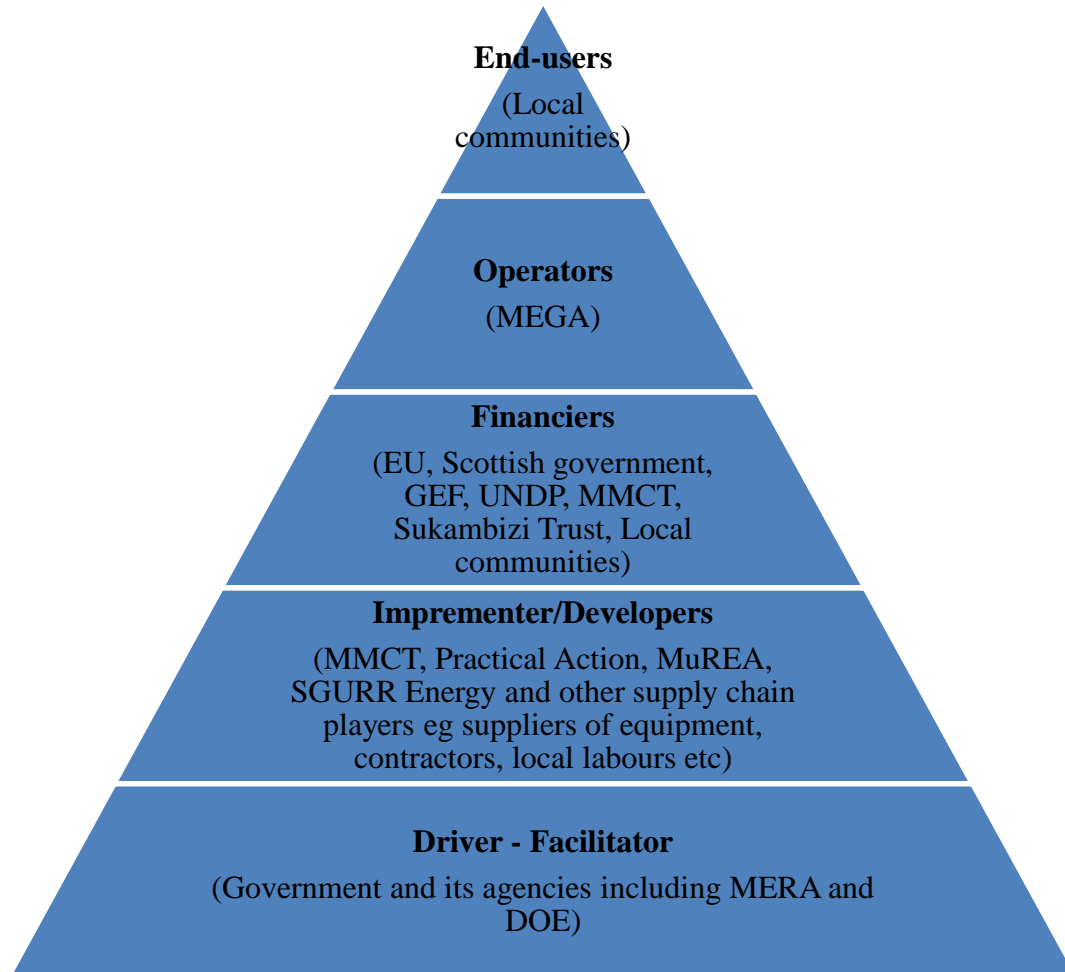 End-users
(Local
communities)
Operators
(MEGA)
Financiers
(EU, Scottish government,
GEF, UNDP, MMCT,
Sukambizi Trust, Local
communities)
Imprementer/Developers
(MMCT, Practical Action, MuREA,
SGURR Energy and other supply chain
players eg suppliers of equipment,
contractors, local labours etc)
Driver - Facilitator
(Government and its agencies including MERA and
DOE)